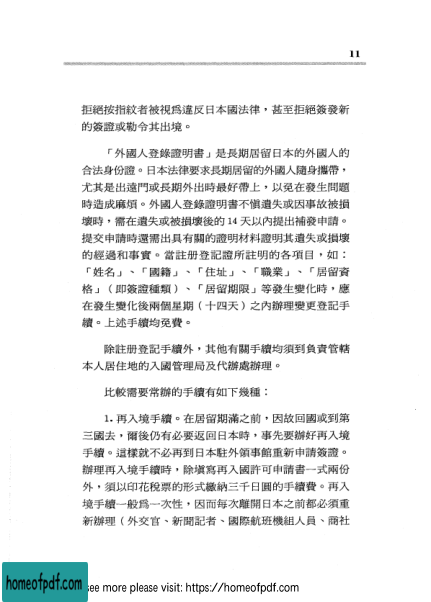 11
拒絕按指紋者被視爲違反日本國法律，甚至拒絕簽發新
的簽證或勒令其出境。
「外國人登錄證明書」是長期居留日本的外國人的
合法身份證。日本法律要求長期居留的外國人隨身攜帶，
尤其是出遠門或長期外出時最好帶上，以免在發生問題
時造成麻煩。外國人登錄證明書不愼遺失或因事故被損
壞時，需在遺失或被損壞後的 14 天以内提出補發申請。
提交申請時還需出具有關的證明材料證明其遺失或損壞
的經過和事實。當註册登記證所註明的各項目，如：
「姓名」、「國籍」、「住址」、「職業」、「居留資
格」（即簽證種類）、「居留期限」等發生變化時，應
在發生變化後兩個星期（十四天）之內辦理變更登記手
續。上述手續均免費。
除註册登記手續外，其他有關手續均須到負責管轄
本人居住地的入國管理局及代辦處辦理。
比較需要常辦的手續有如下幾種：
1. 再入境手續。在居留期滿之前，因故回國或到第
三國去，爾後仍有必要返回日本時，事先要辦好再入境
手續。這樣就不必再到日本駐外領事館重新申請簽證。
辦理再入境手續時，除塡寫再入國許可申請書一式兩份
外，須以印花稅票的形式繳納三千日圓的手續費。再入
境手續一般爲一次性，因而每次離開日本之前都必須重
新辦理（外交官、新聞記者、國際航班機組人員、商社
homeofpdf.com
see more please visit: https://homeofpdf.com